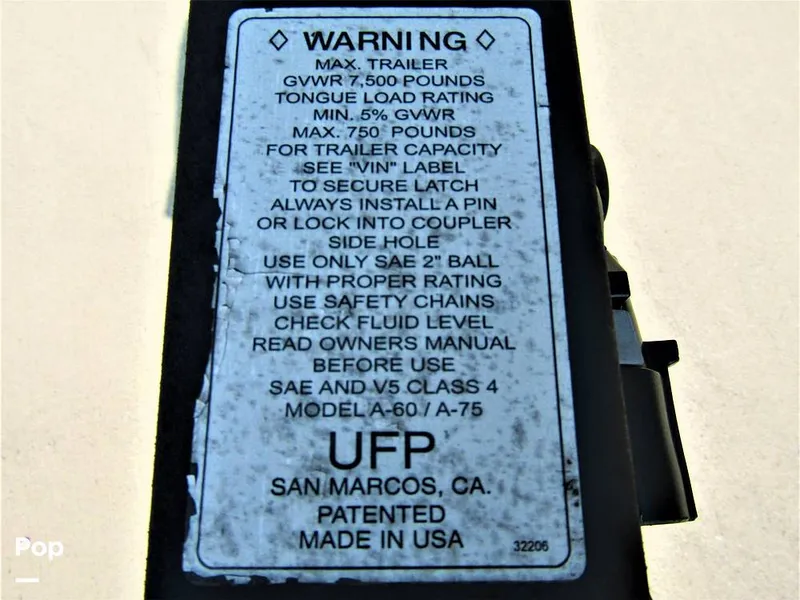 ◇ WARNING ◇
MAX. TRAILER
GVWR 7,500 POUNDS
TONGUE LOAD RATING
MIN. 5% GVWR
MAX. 750 POUNDS
FOR TRAILER CAPACITY
SEE "VIN" LABEL
TO SECURE LATCH
ALWAYS INSTALL A PIN
OR LOCK INTO COUPLER
SIDE HOLE
USE ONLY SAE 2" BALL
WITH PROPER RATING
USE SAFETY CHAINS
CHECK FLUID LEVEL
READ OWNERS MANUAL
BEFORE USE
SAE AND V5 CLASS 4
MODEL A-60 / A-75
UFP
SAN MARCOS, CA.
PATENTED
MADE IN USA 32206
Pop